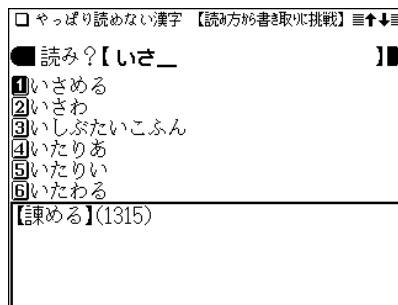 □ やっぱり読めない漢字 【読み方から書き取りに挑戦】
読み?【いさ_ 】
1いさめる
2いさわ
3いしぶたいこふん
4いたりあ
5いたりい
6いたわる
【諫める】(1315)